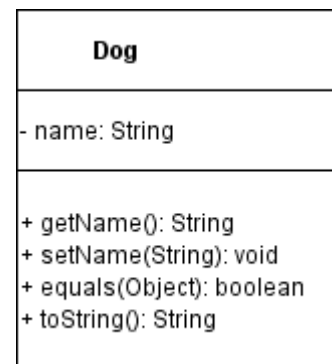 Dog
- name: String
+ getName(): String
+ setName(String): void
+ equals(Object): boolean
+ toString(): String